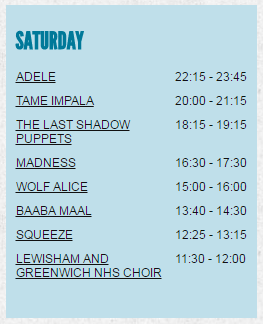 SATURDAY
ADELE 22:15 - 23:45
TAME IMPALA 20:00 - 21:15
THE LAST SHADOW 18:15 - 19:15
PUPPETS
MADNESS 16:30 - 17:30
WOLF ALICE 15:00 - 16:00
BAABA MAAL 13:40 - 14:30
SQUEEZE 12:25 - 13:15
LEWISHAM AND 11:30 - 12:00
GREENWICH NHS CHOIR